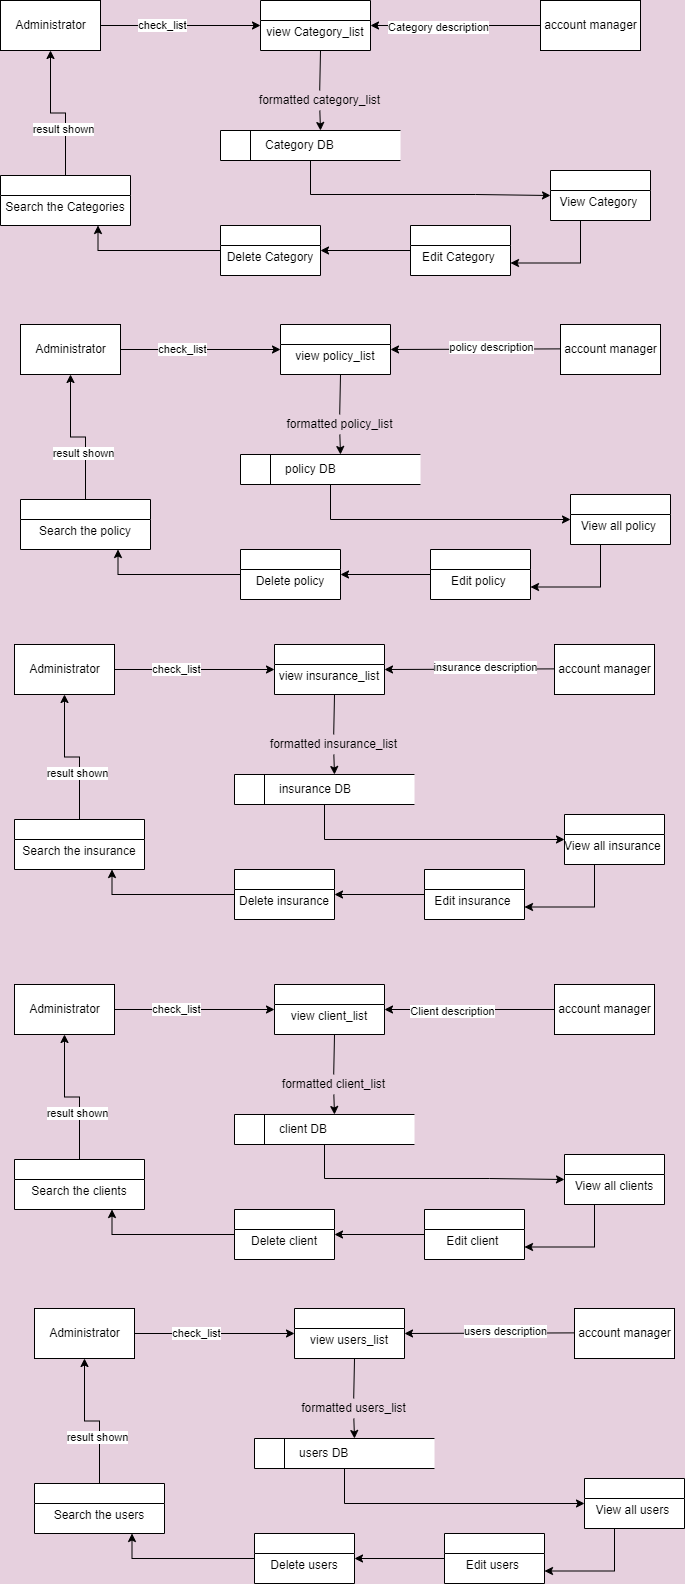 Administrator
check_list
view Category_list
Category description
account manager
formatted category_list
result shown
Category DB
Search the Categories
View Category
Delete Category
Edit Category
Administrator
check_list
view policy_list
policy description
account manager
formatted policy_list
result shown
policy DB
Search the policy
View all policy
Delete policy
Edit policy
Administrator
check_list
view insurance_list
insurance description
account manager
formatted insurance_list
result shown
insurance DB
Search the insurance
View all insurance
Delete insurance
Edit insurance
Administrator
check_list
view client_list
Client description
account manager
formatted client_list
result shown
client DB
Search the clients
View all clients
Delete client
Edit client
Administrator
check_list
view users_list
users description
account manager
formatted users_list
result shown
users DB
Search the users
View all users
Delete users
Edit users